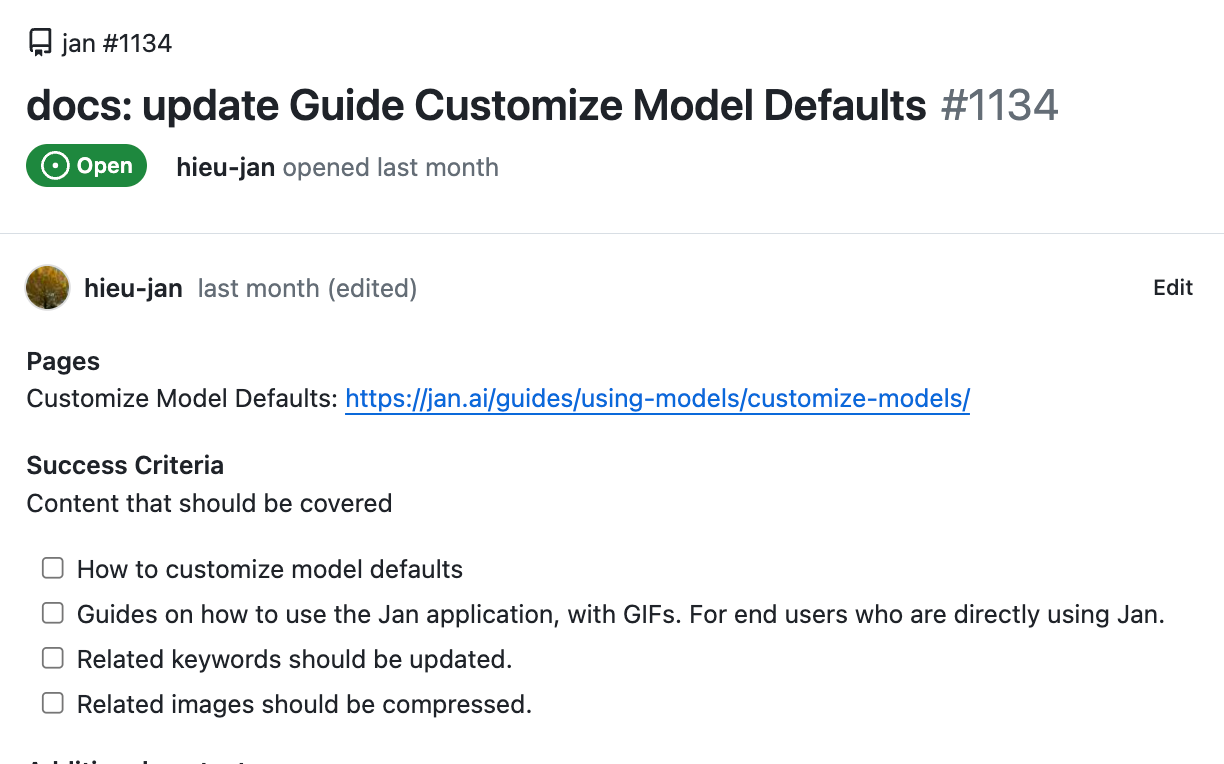 jan #1134
docs: update Guide Customize Model Defaults #1134
Open hieu-jan opened last month
hieu-jan last month (edited) Edit
Pages
Customize Model Defaults: https://jan.ai/guides/using-models/customize-models/
Success Criteria
Content that should be covered
How to customize model defaults
Guides on how to use the Jan application, with GIFs. For end users who are directly using Jan.
Related keywords should be updated.
Related images should be compressed.